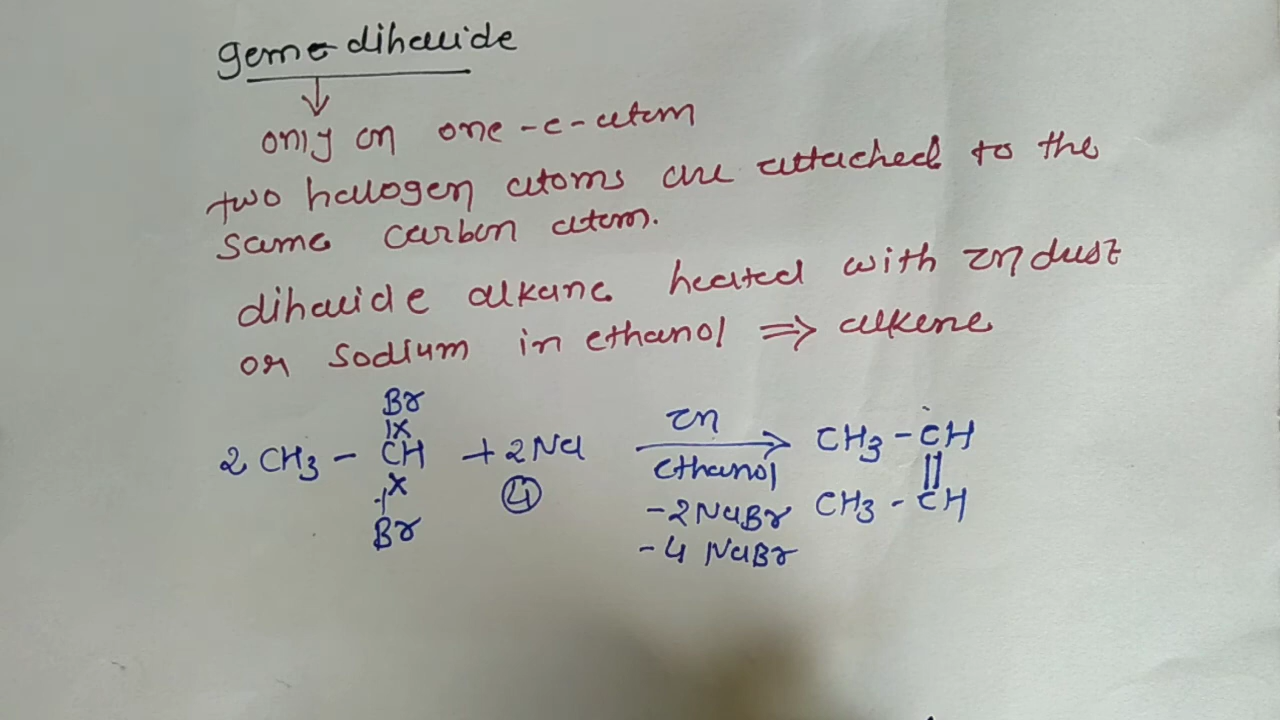 geme dihalide
only on one-c-atom
two halogen atoms are attached to the
same carbon atom.
dihalide alkane heated with zn dust
or sodium in ethanol ⇒ alkene
Br
x
2 CH3 - CH + 2Na Zn CH3 - CH
x ④ ethanol ||
Br -2NaBr CH3 - CH
-4 NaBr